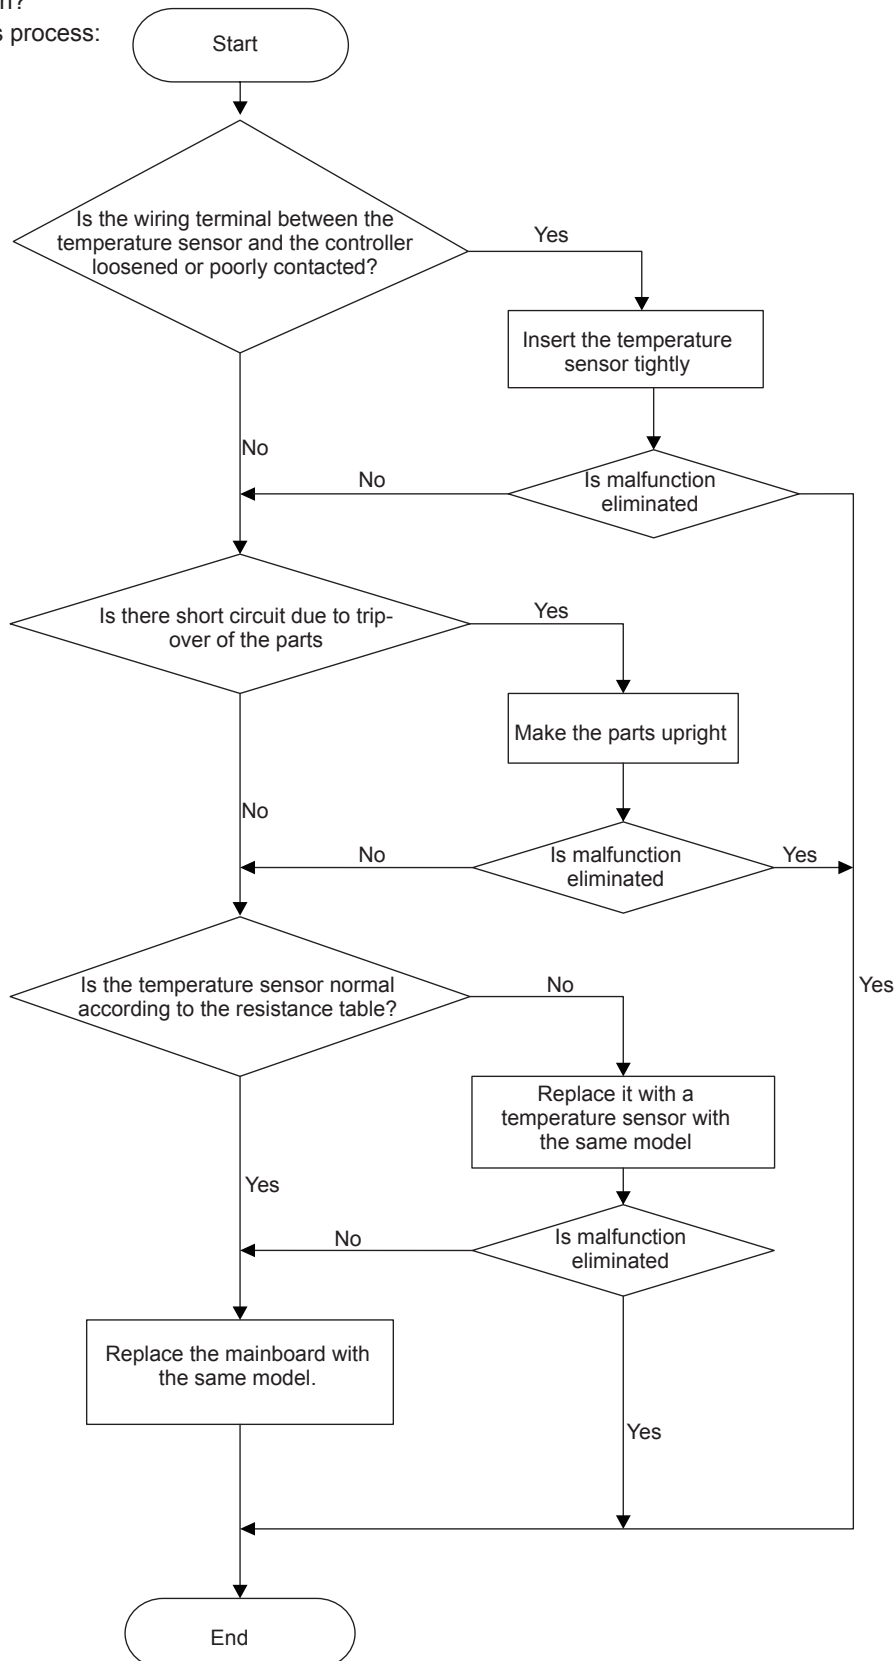 s process:
Start
Is the wiring terminal between the
temperature sensor and the controller
loosened or poorly contacted?
Yes
Insert the temperature
sensor tightly
No
No
Is malfunction
eliminated
Is there short circuit due to trip-
over of the parts
Yes
Make the parts upright
No
No
Is malfunction
eliminated
Yes
Is the temperature sensor normal
according to the resistance table?
No
Yes
Replace it with a
temperature sensor with
the same model
Yes
No
Is malfunction
eliminated
Replace the mainboard with
the same model.
Yes
End